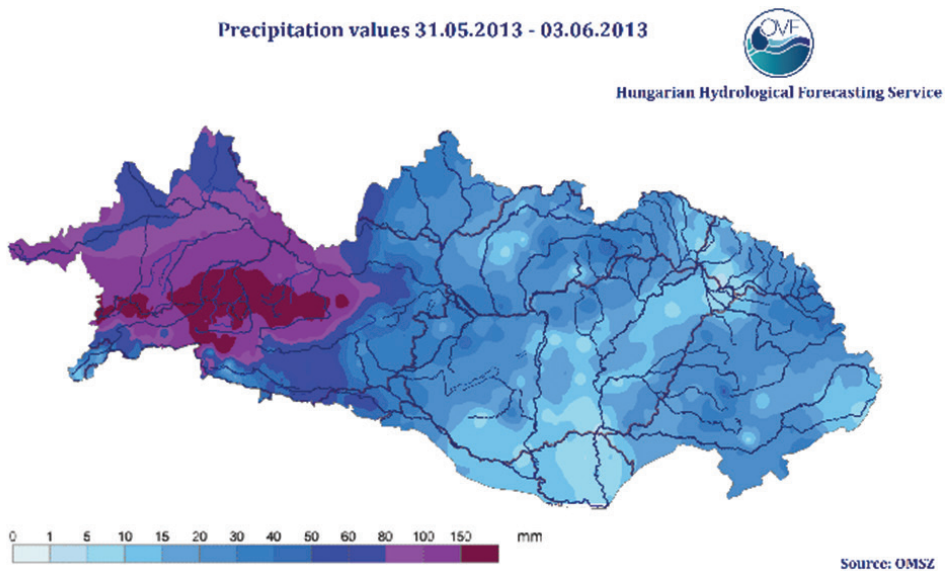 Precipitation values 31.05.2013 - 03.06.2013
OVF
Hungarian Hydrological Forecasting Service
0 1 5 10 15 20 30 40 50 60 80 100 150 mm
Source: OMSZ